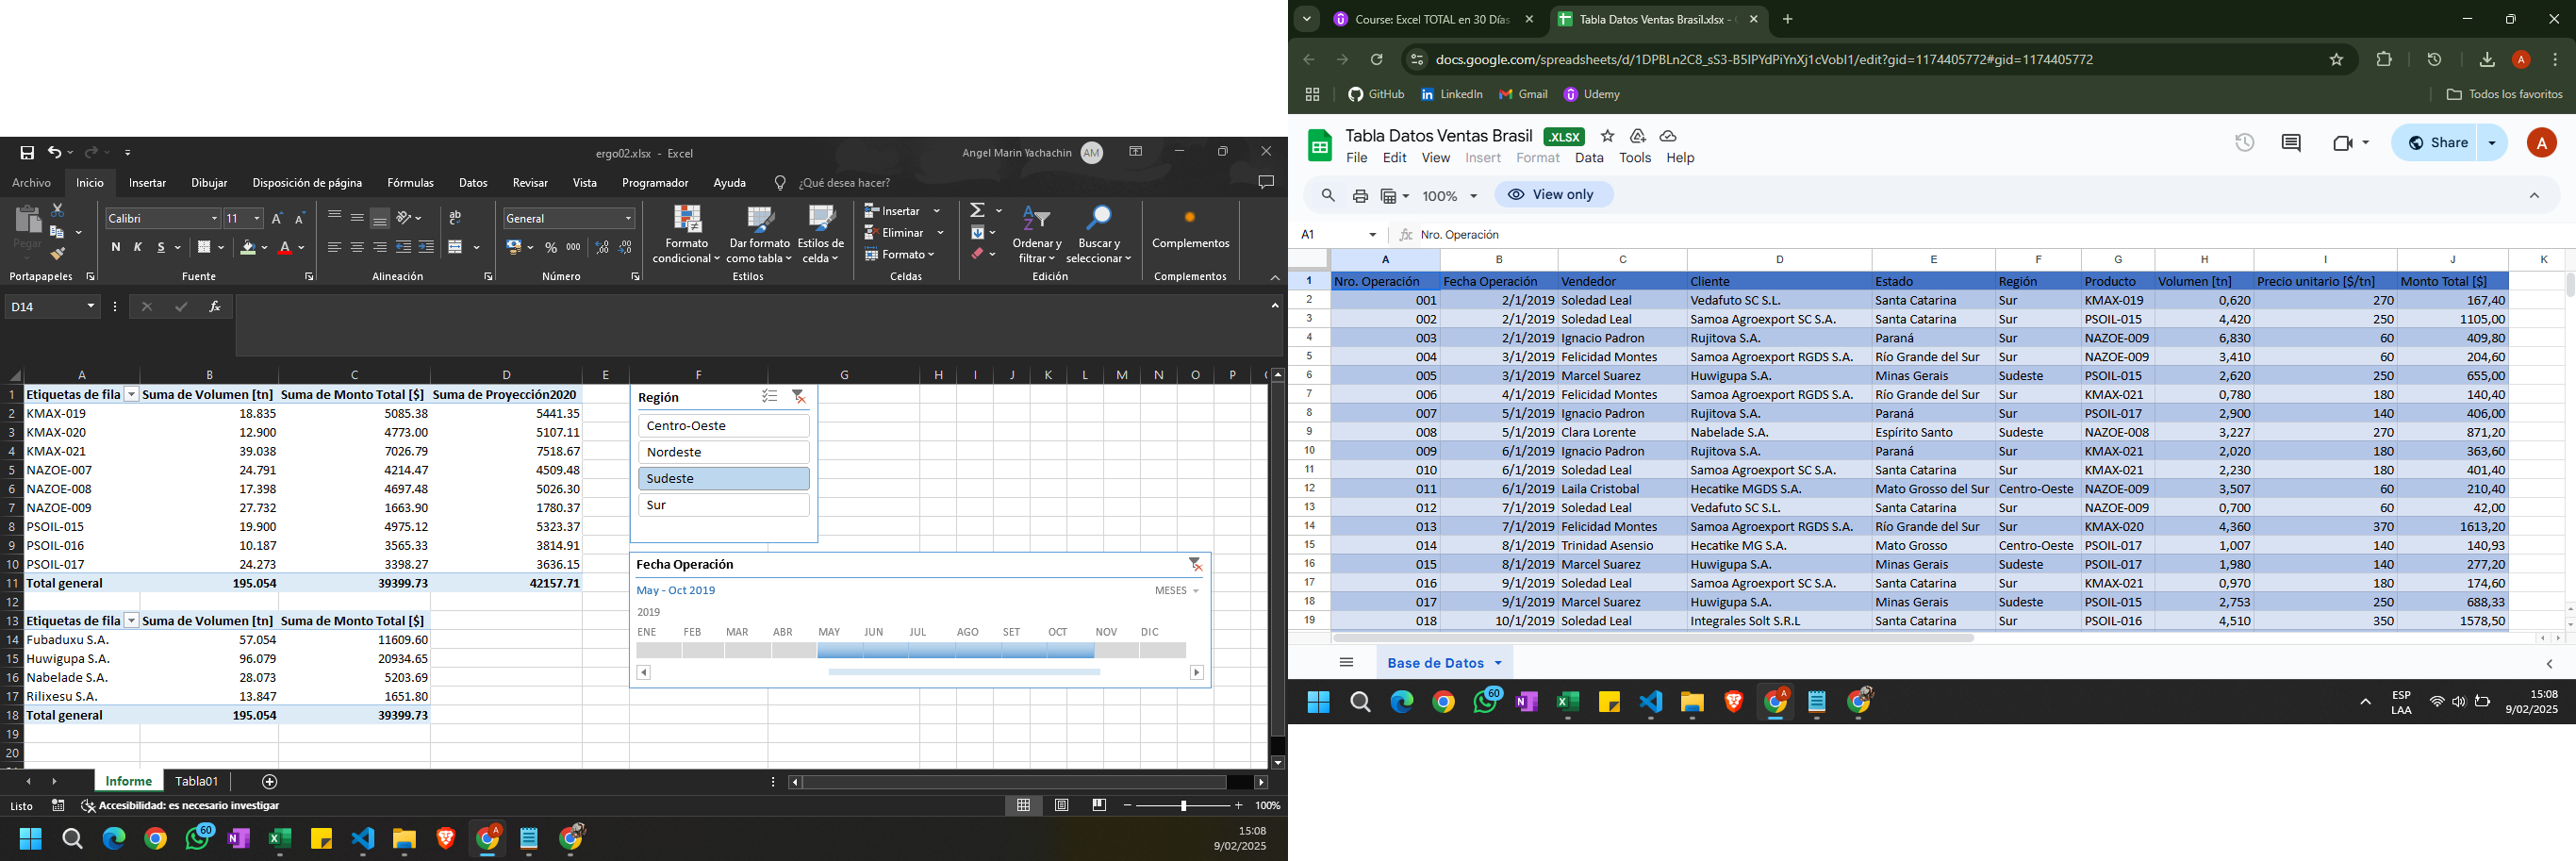 ergo02.xlsx - Excel
Angel Marin Yachachin AM
Archivo Inicio Insertar Dibujar Disposición de página Fórmulas Datos Revisar Vista Programador Ayuda ¿Qué desea hacer?
Pegar
Calibri 11
N K S
ab
General
% 000
Formato condicional
Dar formato como tabla
Estilos de celda
Insertar
Eliminar
Formato
Ordenar y filtrar
Buscar y seleccionar
Complementos
Portapapeles Fuente Alineación Número Estilos Celdas Edición Complementos
D14 fx
A B C D E F G H I J K L M N O P
1 Etiquetas de fila Suma de Volumen [tn] Suma de Monto Total [$] Suma de Proyección2020
2 KMAX-019 18.835 5085.38 5441.35
3 KMAX-020 12.900 4773.00 5107.11
4 KMAX-021 39.038 7026.79 7518.67
5 NAZOE-007 24.791 4214.47 4509.48
6 NAZOE-008 17.398 4697.48 5026.30
7 NAZOE-009 27.732 1663.90 1780.37
8 PSOIL-015 19.900 4975.12 5323.37
9 PSOIL-016 10.187 3565.33 3814.91
10 PSOIL-017 24.273 3398.27 3636.15
11 Total general 195.054 39399.73 42157.71
12
13 Etiquetas de fila Suma de Volumen [tn] Suma de Monto Total [$]
14 Fubaduxu S.A. 57.054 11609.60
15 Huwigupa S.A. 96.079 20934.65
16 Nabelade S.A. 28.073 5203.69
17 Rilixesu S.A. 13.847 1651.80
18 Total general 195.054 39399.73
19
20
Región
Centro-Oeste
Nordeste
Sudeste
Sur
Fecha Operación
May - Oct 2019 MESES
2019
ENE FEB MAR ABR MAY JUN JUL AGO SET OCT NOV DIC
Informe Tabla01
Listo Accesibilidad: es necesario investigar 100%
60
15:08
9/02/2025
Course: Excel TOTAL en 30 Días
Tabla Datos Ventas Brasil.xlsx -
docs.google.com/spreadsheets/d/1DPBLn2C8_sS3-B5IPYdPiYnXj1cVobI1/edit?gid=1174405772#gid=1174405772
GitHub LinkedIn Gmail Udemy Todos los favoritos
Tabla Datos Ventas Brasil .XLSX
File Edit View Insert Format Data Tools Help
Share A
100% View only
A1 fx Nro. Operación
A B C D E F G H I J K
1 Nro. Operación Fecha Operación Vendedor Cliente Estado Región Producto Volumen [tn] Precio unitario [$/tn] Monto Total [$]
2 001 2/1/2019 Soledad Leal Vedafuto SC S.L. Santa Catarina Sur KMAX-019 0,620 270 167,40
3 002 2/1/2019 Soledad Leal Samoa Agroexport SC S.A. Santa Catarina Sur PSOIL-015 4,420 250 1105,00
4 003 2/1/2019 Ignacio Padron Rujitova S.A. Paraná Sur NAZOE-009 6,830 60 409,80
5 004 3/1/2019 Felicidad Montes Samoa Agroexport RGDS S.A. Río Grande del Sur Sur NAZOE-009 3,410 60 204,60
6 005 3/1/2019 Marcel Suarez Huwigupa S.A. Minas Gerais Sudeste PSOIL-015 2,620 250 655,00
7 006 4/1/2019 Felicidad Montes Samoa Agroexport RGDS S.A. Río Grande del Sur Sur KMAX-021 0,780 180 140,40
8 007 5/1/2019 Ignacio Padron Rujitova S.A. Paraná Sur PSOIL-017 2,900 140 406,00
9 008 5/1/2019 Clara Lorente Nabelade S.A. Espírito Santo Sudeste NAZOE-008 3,227 270 871,20
10 009 6/1/2019 Ignacio Padron Rujitova S.A. Paraná Sur KMAX-021 2,020 180 363,60
11 010 6/1/2019 Soledad Leal Samoa Agroexport SC S.A. Santa Catarina Sur KMAX-021 2,230 180 401,40
12 011 6/1/2019 Laila Cristobal Hecatike MGDS S.A. Mato Grosso del Sur Centro-Oeste NAZOE-009 3,507 60 210,40
13 012 7/1/2019 Soledad Leal Vedafuto SC S.L. Santa Catarina Sur NAZOE-009 0,700 60 42,00
14 013 7/1/2019 Felicidad Montes Samoa Agroexport RGDS S.A. Río Grande del Sur Sur KMAX-020 4,360 370 1613,20
15 014 8/1/2019 Trinidad Asensio Hecatike MG S.A. Mato Grosso Centro-Oeste PSOIL-017 1,007 140 140,93
16 015 8/1/2019 Marcel Suarez Huwigupa S.A. Minas Gerais Sudeste PSOIL-017 1,980 140 277,20
17 016 9/1/2019 Soledad Leal Samoa Agroexport SC S.A. Santa Catarina Sur KMAX-021 0,970 180 174,60
18 017 9/1/2019 Marcel Suarez Huwigupa S.A. Minas Gerais Sudeste PSOIL-015 2,753 250 688,33
19 018 10/1/2019 Soledad Leal Integrales Solt S.R.L Santa Catarina Sur PSOIL-016 4,510 350 1578,50
Base de Datos
60
ESP
LAA
15:08
9/02/2025